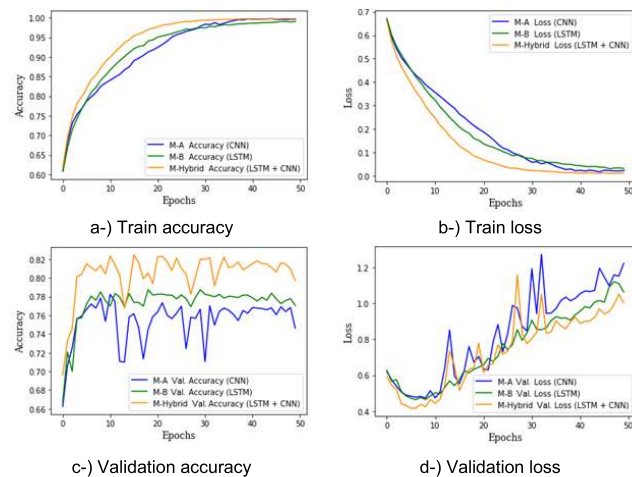 1.00
0.95
0.90
0.85
0.80
0.75
0.70
0.65
0.60
Accuracy
M-A Accuracy (CNN)
M-B Accuracy (LSTM)
M-Hybrid Accuracy (LSTM + CNN)
0 10 20 30 40 50
Epochs
a-) Train accuracy
0.7
0.6
0.5
0.4
0.3
0.2
0.1
0.0
Loss
M-A Loss (CNN)
M-B Loss (LSTM)
M-Hybrid Loss (LSTM + CNN)
0 10 20 30 40 50
Epochs
b-) Train loss
0.82
0.80
0.78
0.76
0.74
0.72
0.70
0.68
0.66
Accuracy
M-A Val. Accuracy (CNN)
M-B Val. Accuracy (LSTM)
M-Hybrid Val. Accuracy (LSTM + CNN)
0 10 20 30 40 50
Epochs
c-) Validation accuracy
1.2
1.0
0.8
0.6
0.4
Loss
M-A Val. Loss (CNN)
M-B Val. Loss (LSTM)
M-Hybrid Val. Loss (LSTM + CNN)
0 10 20 30 40 50
Epochs
d-) Validation loss